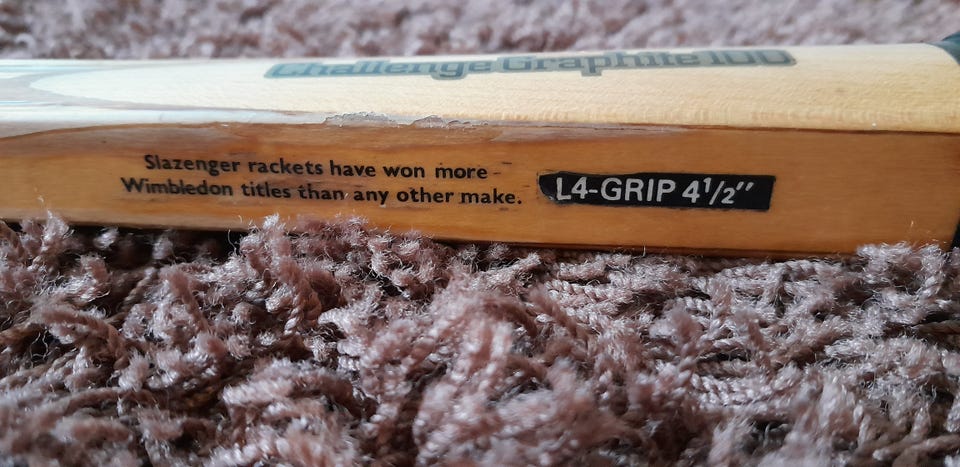 Challenge Graphite 100
Slazenger rackets have won more
Wimbledon titles than any other make.
L4-GRIP 4½"